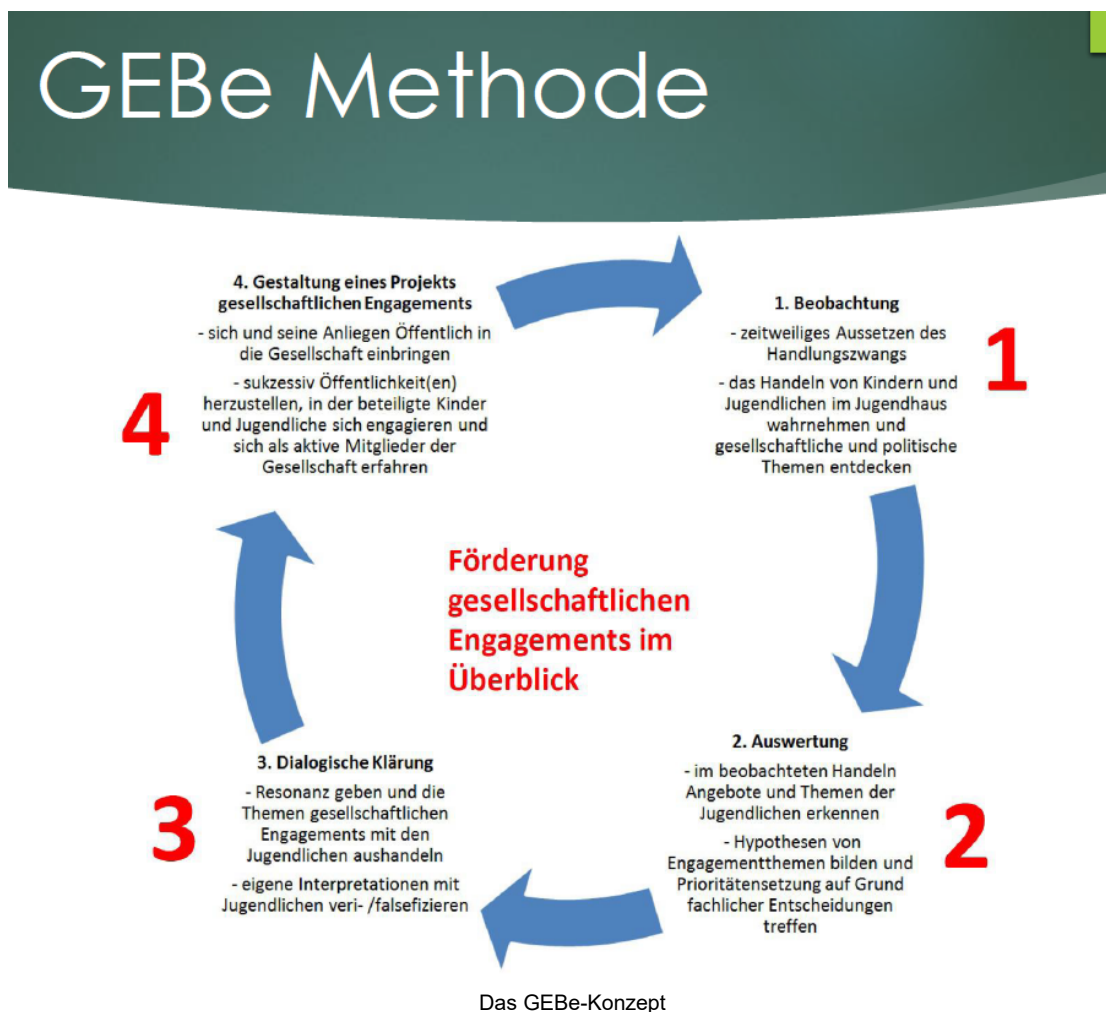 GEBe Methode
1. Beobachtung
- zeitweiliges Aussetzen des
Handlungszwangs
- das Handeln von Kindern und
Jugendlichen im Jugendhaus
wahrnehmen und
gesellschaftliche und politische
Themen entdecken
1
2. Auswertung
- im beobachteten Handeln
Angebote und Themen der
Jugendlichen erkennen
- Hypothesen von
Engagementthemen bilden und
Prioritätensetzung auf Grund
fachlicher Entscheidungen
treffen
2
3. Dialogische Klärung
- Resonanz geben und die
Themen gesellschaftlichen
Engagements mit den
Jugendlichen aushandeln
- eigene Interpretationen mit
Jugendlichen veri- /falsefizieren
3
4. Gestaltung eines Projekts
gesellschaftlichen Engagements
- sich und seine Anliegen Öffentlich in
die Gesellschaft einbringen
- sukzessiv Öffentlichkeit(en)
herzustellen, in der beteiligte Kinder
und Jugendliche sich engagieren und
sich als aktive Mitglieder der
Gesellschaft erfahren
4
Förderung
gesellschaftlichen
Engagements im
Überblick
Das GEBe-Konzept